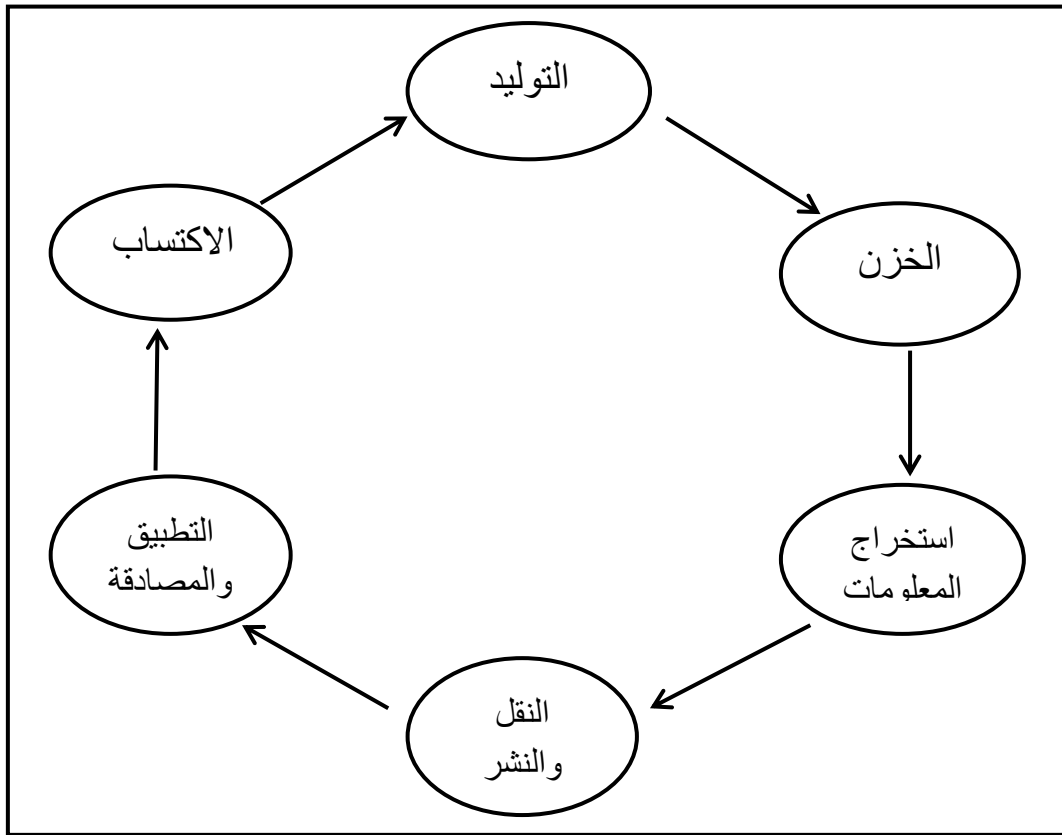 التوليد
الخزن
استخراج
المعلومات
النقل
والنشر
التطبيق
والمصادقة
الاكتساب